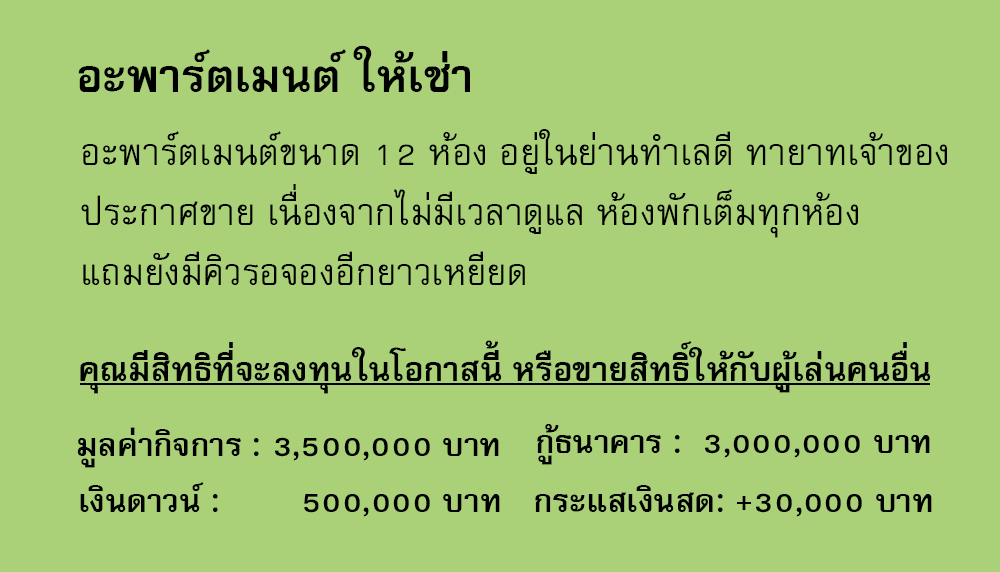 อะพาร์ตเมนต์ ให้เช่า
อะพาร์ตเมนต์ขนาด 12 ห้อง อยู่ในย่านทำเลดี ทายาทเจ้าของ
ประกาศขาย เนื่องจากไม่มีเวลาดูแล ห้องพักเต็มทุกห้อง
แถมยังมีคิวรอจองอีกยาวเหยียด
คุณมีสิทธิที่จะลงทุนในโอกาสนี้ หรือขายสิทธิ์ให้กับผู้เล่นคนอื่น
มูลค่ากิจการ : 3,500,000 บาท กู้ธนาคาร : 3,000,000 บาท
เงินดาวน์ : 500,000 บาท กระแสเงินสด: +30,000 บาท